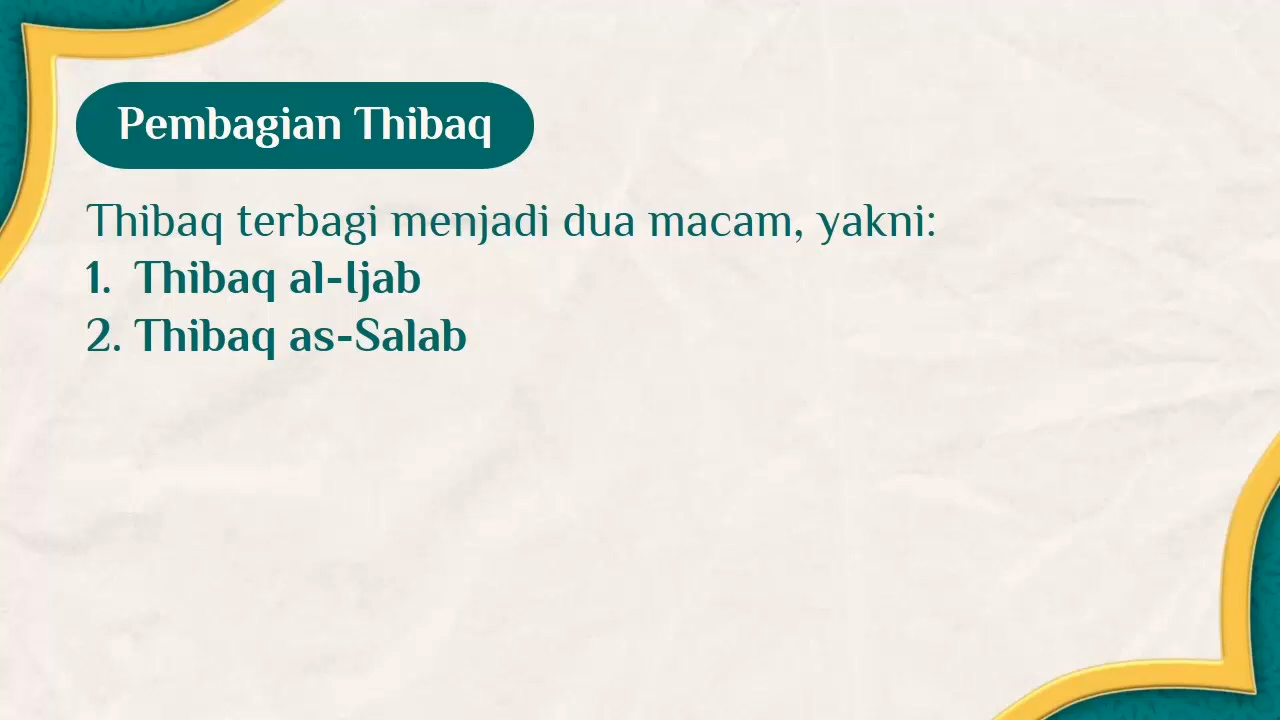 Pembagian Thibaq
Thibaq terbagi menjadi dua macam, yakni:
1. Thibaq al-Ijab
2. Thibaq as-Salab